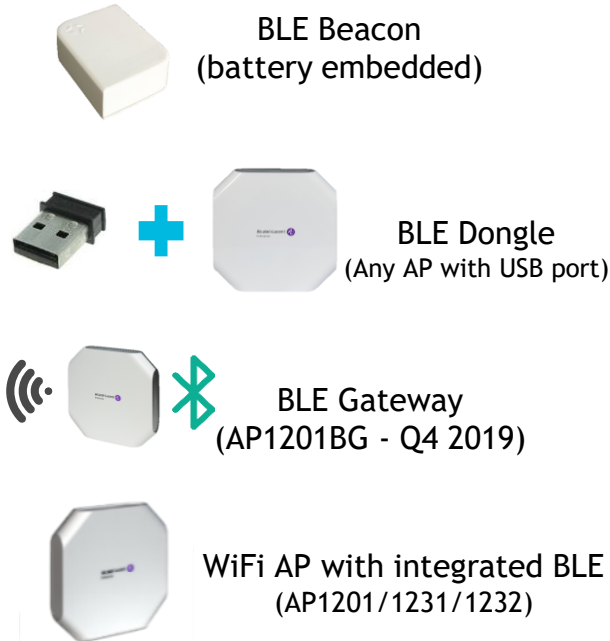 BLE Beacon
(battery embedded)
BLE Dongle
(Any AP with USB port)
BLE Gateway
(AP1201BG - Q4 2019)
WiFi AP with integrated BLE
(AP1201/1231/1232)